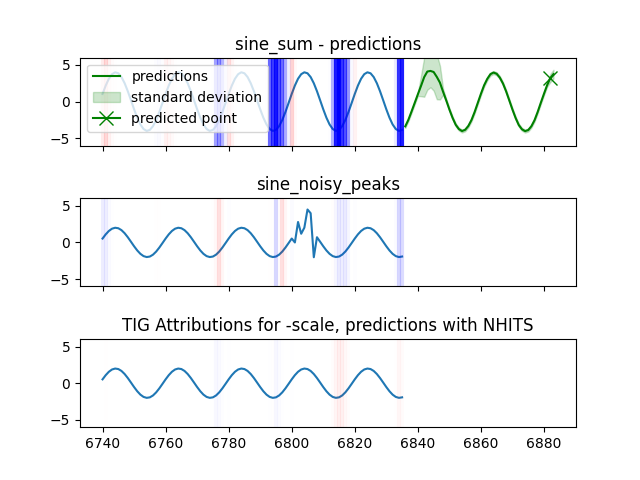 sine_sum - predictions
5
0
−5
predictions
standard deviation
predicted point
sine_noisy_peaks
5
0
−5
TIG Attributions for -scale, predictions with NHITS
5
0
−5
6740 6760 6780 6800 6820 6840 6860 6880